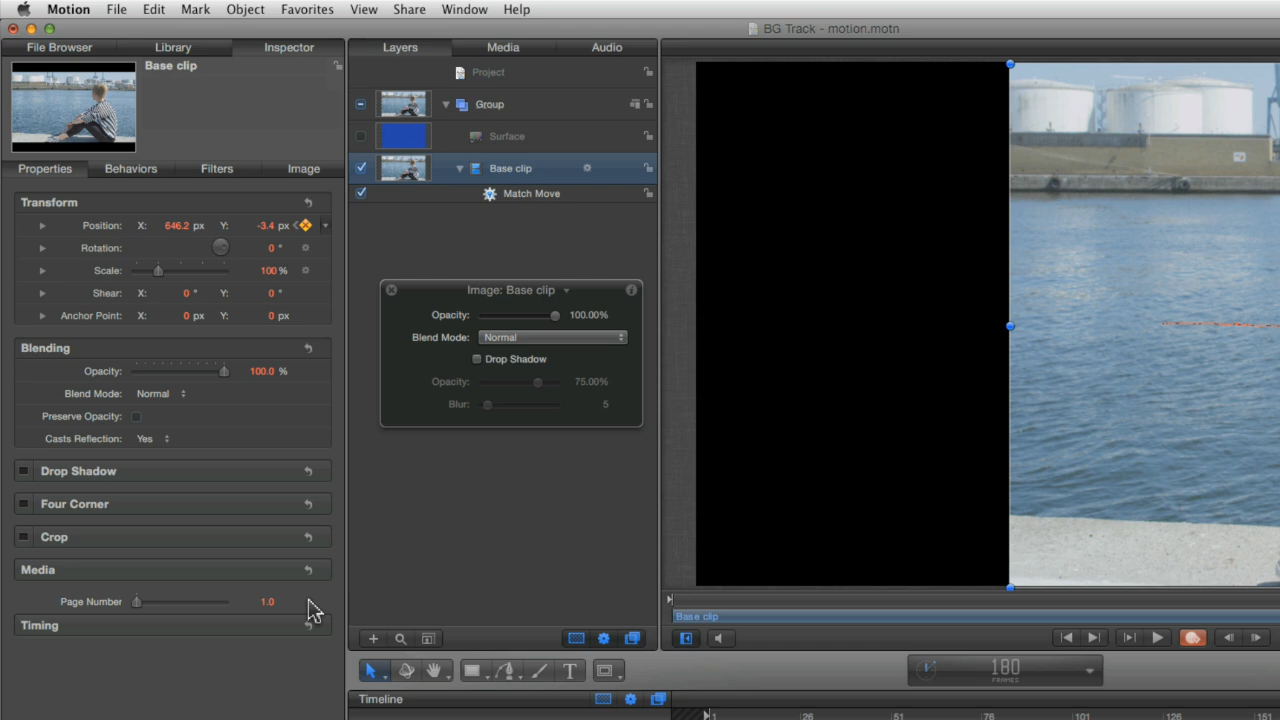 Motion File Edit Mark Object Favorites View Share Window Help
BG Track - motion.motn
File Browser Library Inspector
Layers Media Audio
Base clip
Project
Group
Surface
Base clip
Match Move
Properties Behaviors Filters Image
Transform
Position: X: 646.2 px Y: -3.4 px
Rotation: 0 °
Scale: 100 %
Shear: X: 0 ° Y: 0 °
Anchor Point: X: 0 px Y: 0 px
Blending
Opacity: 100.0 %
Blend Mode: Normal
Preserve Opacity:
Casts Reflection: Yes
Drop Shadow
Four Corner
Crop
Media
Page Number 1.0
Timing
Image: Base clip
Opacity: 100.00%
Blend Mode: Normal
Drop Shadow
Opacity: 75.00%
Blur: 5
Base clip
T
180
FRAMES
Timeline
1 26 51 76 101 126 151